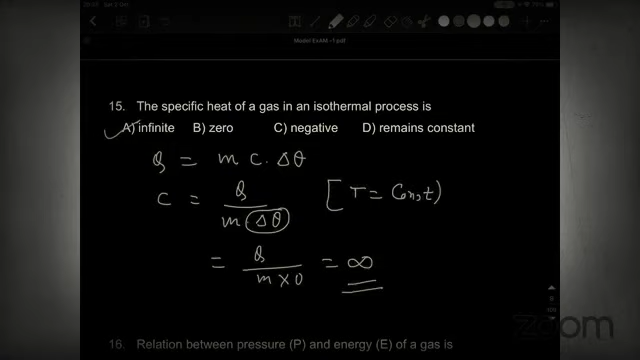 Model ExAM -1.pdf
15. The specific heat of a gas in an isothermal process is
A) infinite B) zero C) negative D) remains constant
Q = m c. Δθ
c = Q / m Δθ [T = Const)
= Q / m × 0 = ∞
16. Relation between pressure (P) and energy (E) of a gas is
zoom